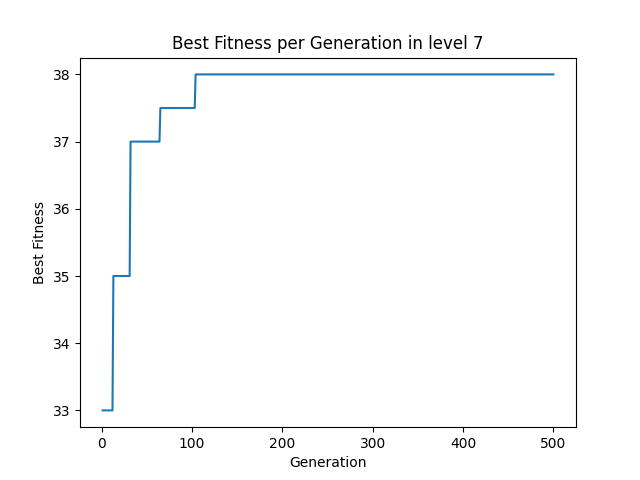 Best Fitness per Generation in level 7
Best Fitness
38
37
36
35
34
33
0 100 200 300 400 500
Generation